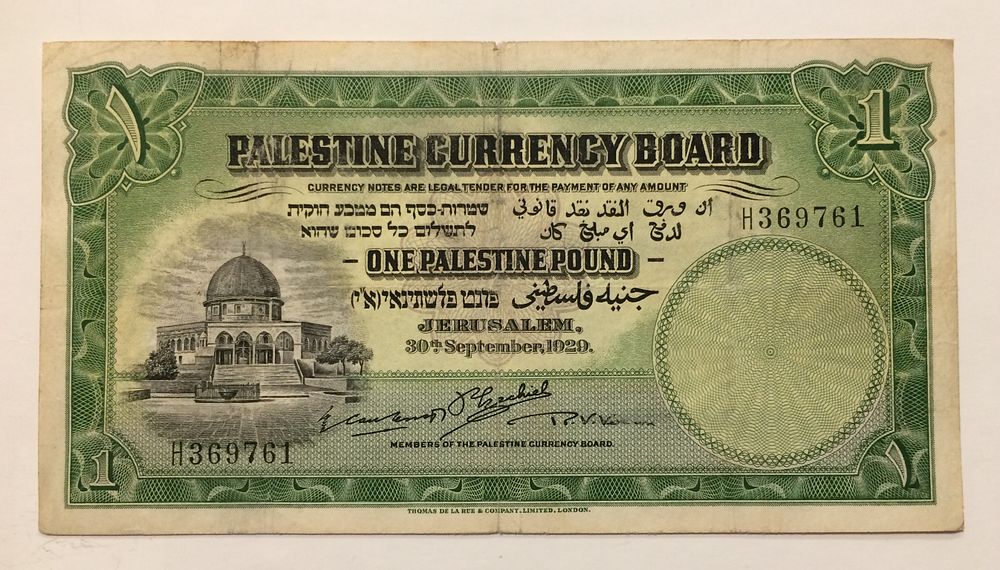 ١
1
PALESTINE CURRENCY BOARD
CURRENCY NOTES ARE LEGAL TENDER FOR THE PAYMENT OF ANY AMOUNT
שטרות-כסף הם מטבע חוקית
לתשלום כל סכום שהוא
ان ورق النقد نقد قانوني
لدفع اي مبلغ كان
H369761
ONE PALESTINE POUND
פונט פלשתינאי(א״י)
جنيه فلسطيني
JERUSALEM,
30th September, 1929.
MEMBERS OF THE PALESTINE CURRENCY BOARD.
H369761
1
١
THOMAS DE LA RUE & COMPANY, LIMITED, LONDON.